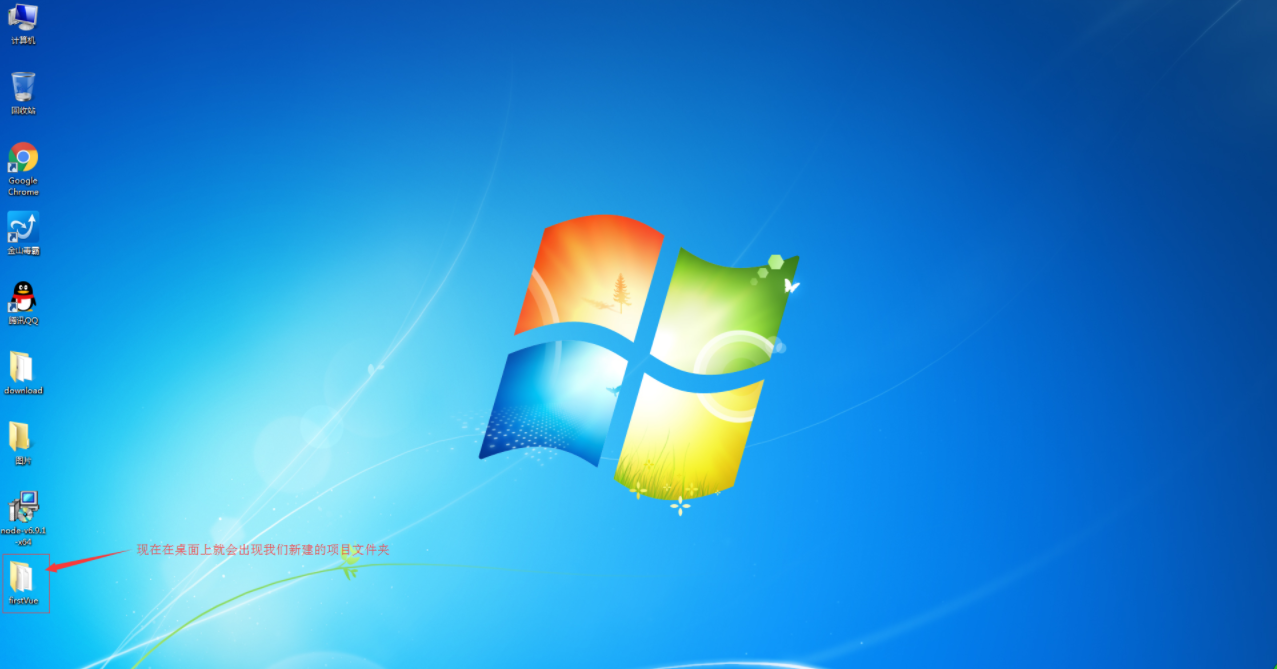 计算机
回收站
Google
Chrome
金山毒霸
腾讯QQ
download
图片
node-v6.9.1
-x64
现在在桌面上就会出现我们新建的项目文件夹
firstVue